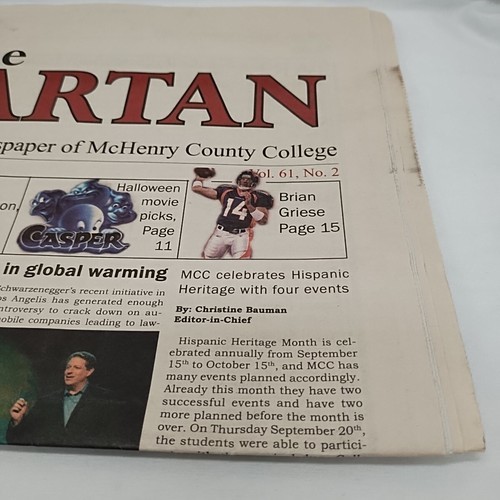 e
ARTAN
spaper of McHenry County College
Vol. 61, No. 2
on,
CASPER
Halloween
movie
picks,
Page
11
14
Brian
Griese
Page 15
in global warming
Schwarzenegger's recent initiative in
os Angelis has generated enough
ntroversy to crack down on au-
mobile companies leading to law-
MCC celebrates Hispanic
Heritage with four events
By: Christine Bauman
Editor-in-Chief
Hispanic Heritage Month is cel-
ebrated annually from September
15th to October 15th, and MCC has
many events planned accordingly.
Already this month they have two
successful events and have two
more planned before the month is
over. On Thursday September 20th,
the students were able to partici-